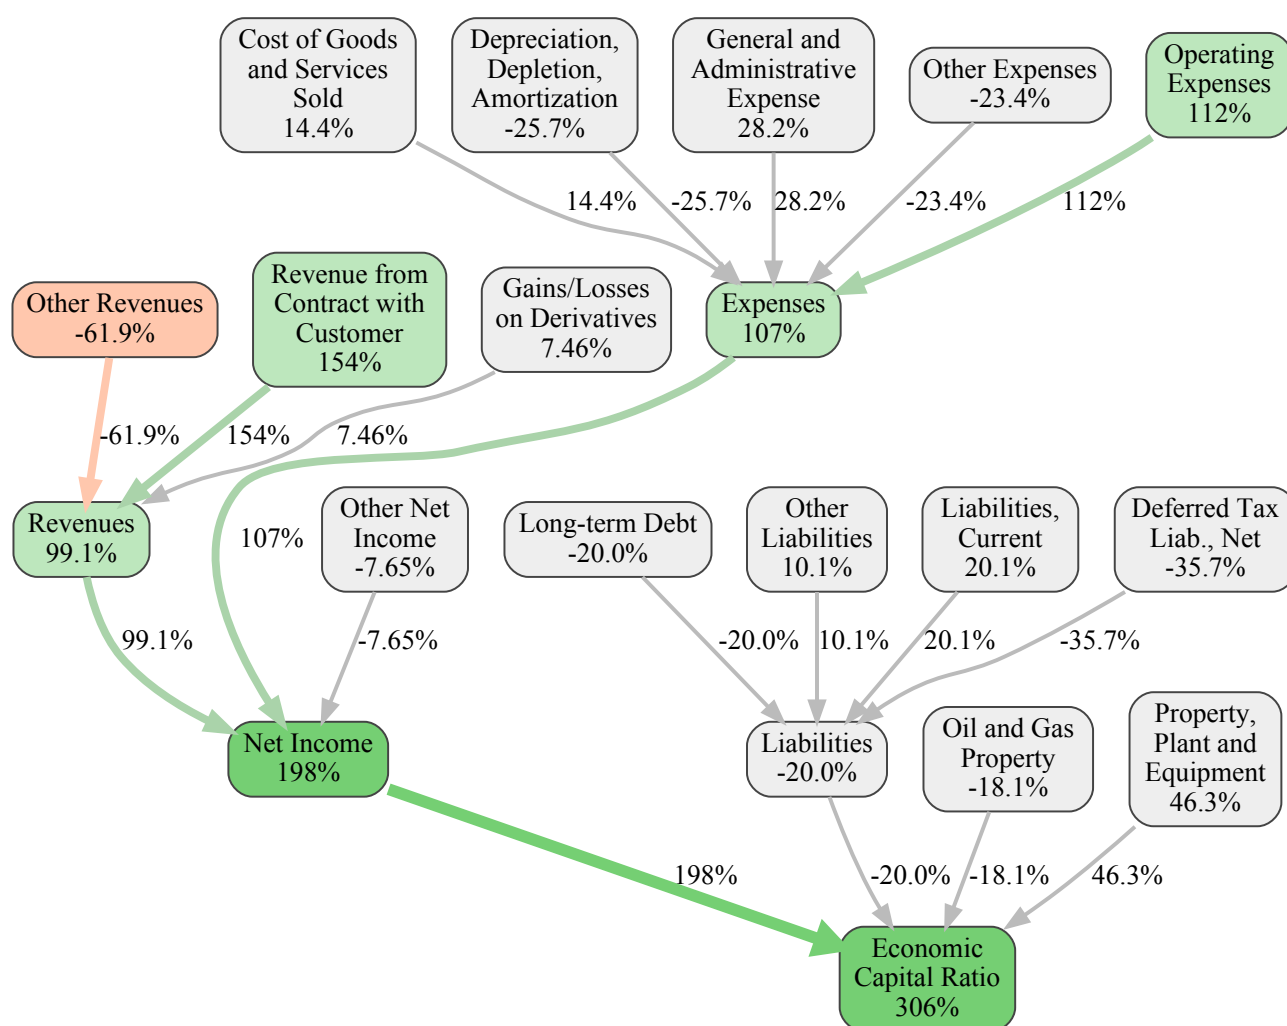 Cost of Goods
and Services
Sold
14.4%
Depreciation,
Depletion,
Amortization
-25.7%
General and
Administrative
Expense
28.2%
Other Expenses
-23.4%
Operating
Expenses
112%
14.4%
-25.7%
28.2%
-23.4%
112%
Other Revenues
-61.9%
Revenue from
Contract with
Customer
154%
Gains/Losses
on Derivatives
7.46%
Expenses
107%
-61.9%
154%
7.46%
Revenues
99.1%
107%
Other Net
Income
-7.65%
Long-term Debt
-20.0%
Other
Liabilities
10.1%
Liabilities,
Current
20.1%
Deferred Tax
Liab., Net
-35.7%
99.1%
-7.65%
-20.0%
10.1%
20.1%
-35.7%
Net Income
198%
Liabilities
-20.0%
Oil and Gas
Property
-18.1%
Property,
Plant and
Equipment
46.3%
198%
-20.0%
-18.1%
46.3%
Economic
Capital Ratio
306%